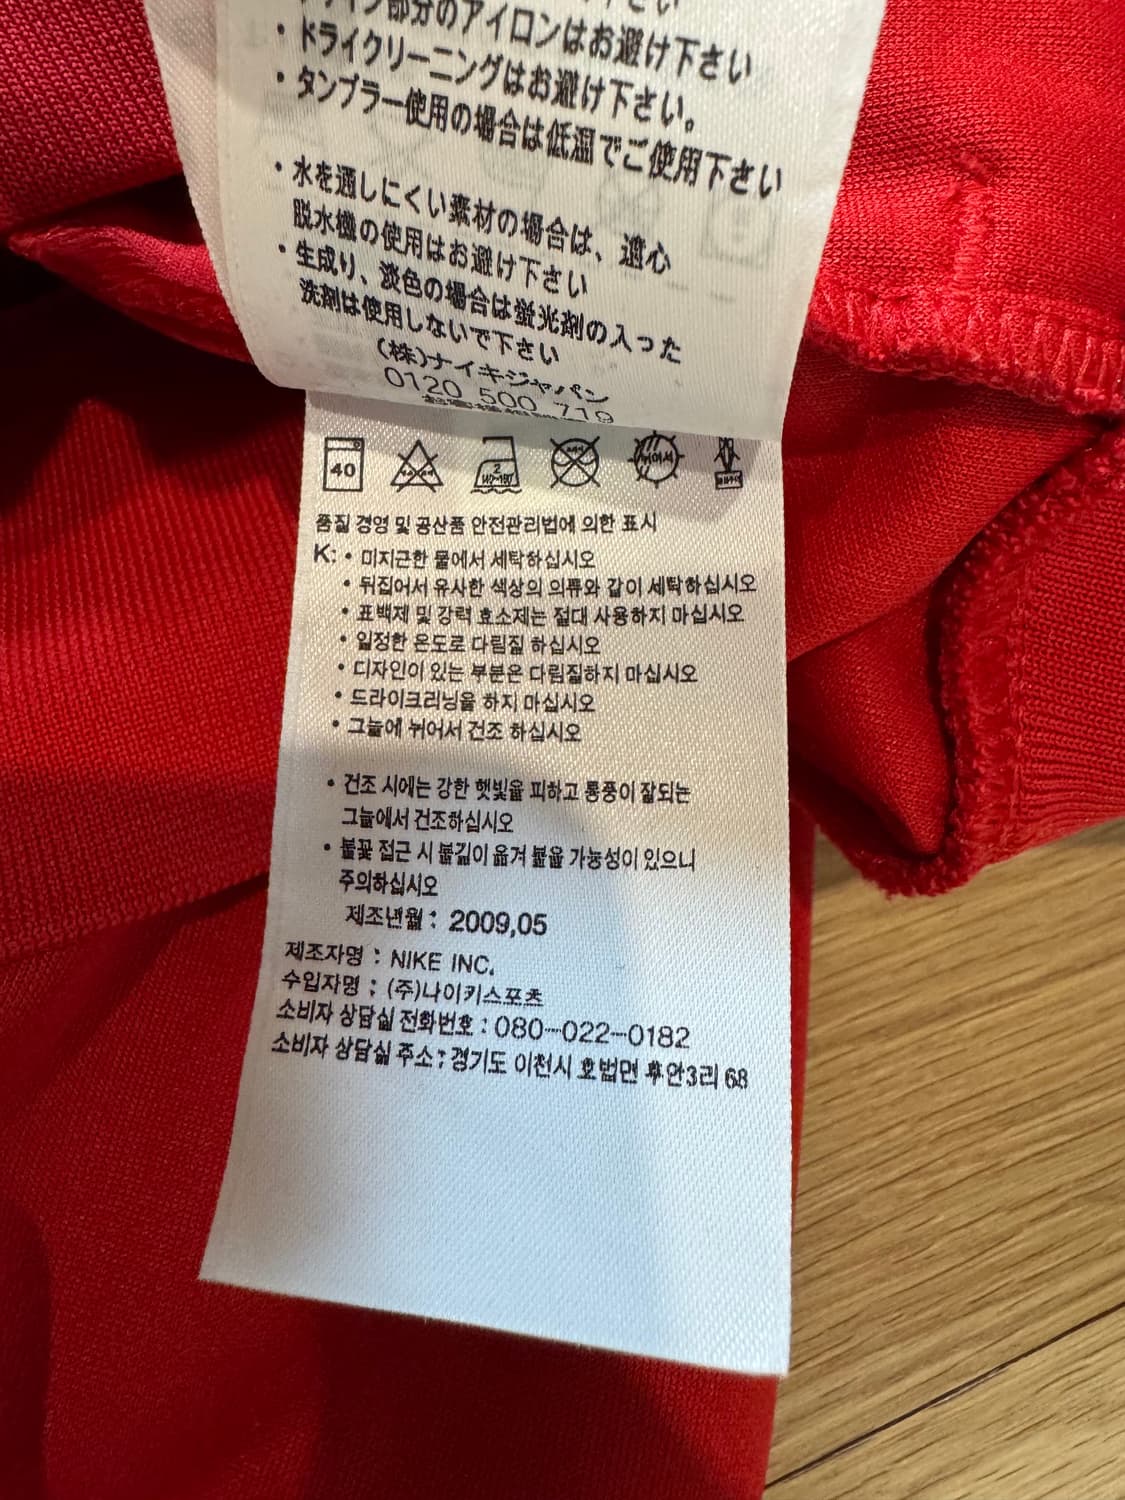 部分のアイロンはお避け下さい
・ドライクリーニングはお避け下さい。
・タンブラー使用の場合は低温でご使用下さい
・水を通しにくい素材の場合は、遠心
脱水機の使用はお避け下さい
・生成り、淡色の場合は蛍光剤の入った
洗剤は使用しないで下さい
(株)ナイキジャパン
0120 500 719
40 2
품질 경영 및 공산품 안전관리법에 의한 표시
K: • 미지근한 물에서 세탁하십시오
• 뒤집어서 유사한 색상의 의류와 같이 세탁하십시오
• 표백제 및 강력 효소제는 절대 사용하지 마십시오
• 일정한 온도로 다림질 하십시오
• 디자인이 있는 부분은 다림질하지 마십시오
• 드라이크리닝을 하지 마십시오
• 그늘에 뉘어서 건조 하십시오
• 건조 시에는 강한 햇빛을 피하고 통풍이 잘되는
그늘에서 건조하십시오
• 불꽃 접근 시 불길이 옮겨 붙을 가능성이 있으니
주의하십시오
제조년월 : 2009,05
제조자명 : NIKE INC.
수입자명 ; (주)나이키스포츠
소비자 상담실 전화번호 : 080-022-0182
소비자 상담실 주소 ; 경기도 이천시 호법면 후안3리 68